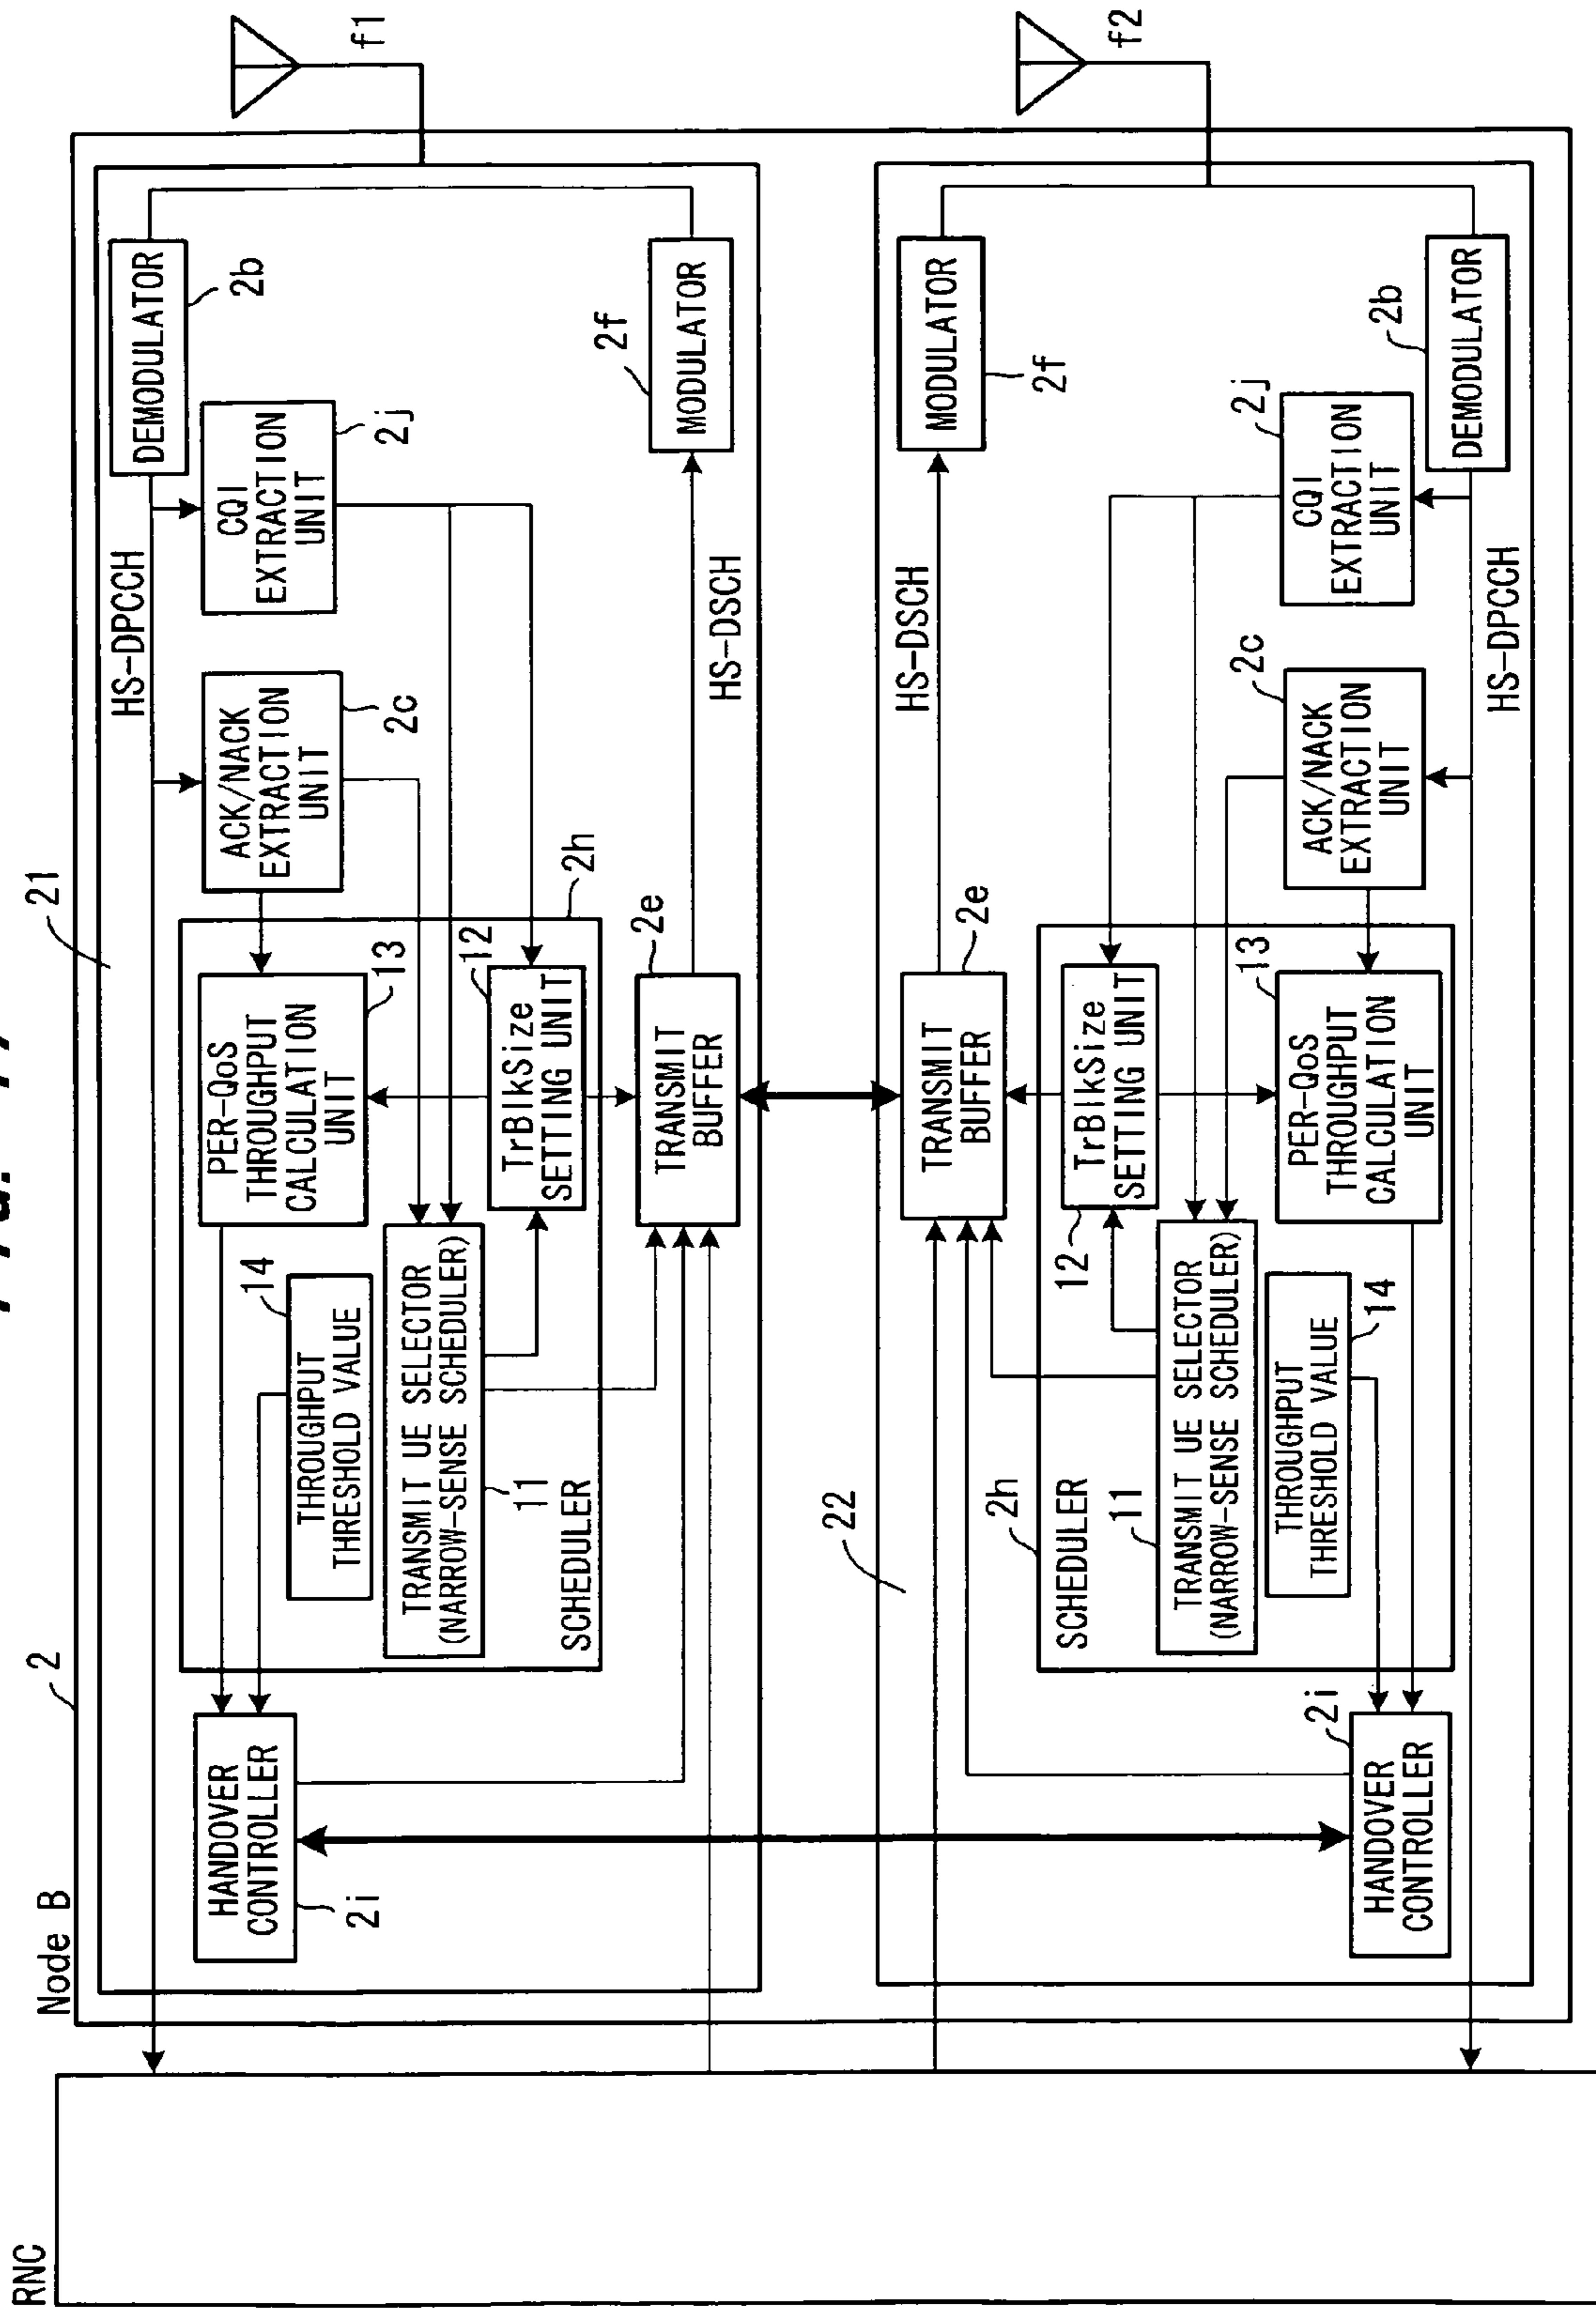 RNC
Node B
2
21
HS-DPCCH
DEMODULATOR
2b
f1
HANDOVER
CONTROLLER
2i
PER-QoS
THROUGHPUT
CALCULATION
UNIT
13
ACK/NACK
EXTRACTION
UNIT
2c
CQI
EXTRACTION
UNIT
2j
14
THROUGHPUT
THRESHOLD VALUE
TRANSMIT UE SELECTOR
(NARROW-SENSE SCHEDULER)
11
12
TrBlkSize
SETTING UNIT
SCHEDULER
2h
2e
TRANSMIT
BUFFER
HS-DSCH
2f
MODULATOR
22
TRANSMIT
BUFFER
2e
HS-DSCH
MODULATOR
2f
f2
2h
SCHEDULER
12
TrBlkSize
SETTING UNIT
11
TRANSMIT UE SELECTOR
(NARROW-SENSE SCHEDULER)
THROUGHPUT
THRESHOLD VALUE
14
13
PER-QoS
THROUGHPUT
CALCULATION
UNIT
2c
ACK/NACK
EXTRACTION
UNIT
2j
CQI
EXTRACTION
UNIT
2i
HANDOVER
CONTROLLER
2b
DEMODULATOR
HS-DPCCH